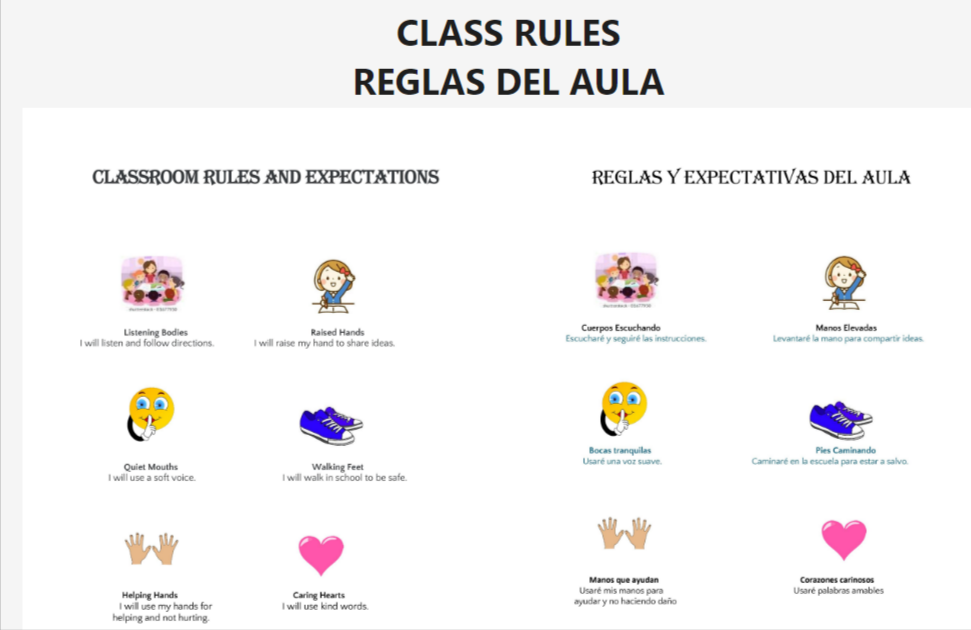 CLASS RULES
REGLAS DEL AULA
CLASSROOM RULES AND EXPECTATIONS
Listening Bodies
I will listen and follow directions.
Raised Hands
I will raise my hand to share ideas.
Quiet Mouths
I will use a soft voice.
Walking Feet
I will walk in school to be safe.
Helping Hands
I will use my hands for
helping and not hurting.
Caring Hearts
I will use kind words.
REGLAS Y EXPECTATIVAS DEL AULA
Cuerpos Escuchando
Escucharé y seguiré las instrucciones.
Manos Elevadas
Levantaré la mano para compartir ideas.
Bocas tranquilas
Usaré una voz suave.
Pies Caminando
Caminaré en la escuela para estar a salvo.
Manos que ayudan
Usaré mis manos para
ayudar y no haciendo daño
Corazones carinosos
Usaré palabras amables